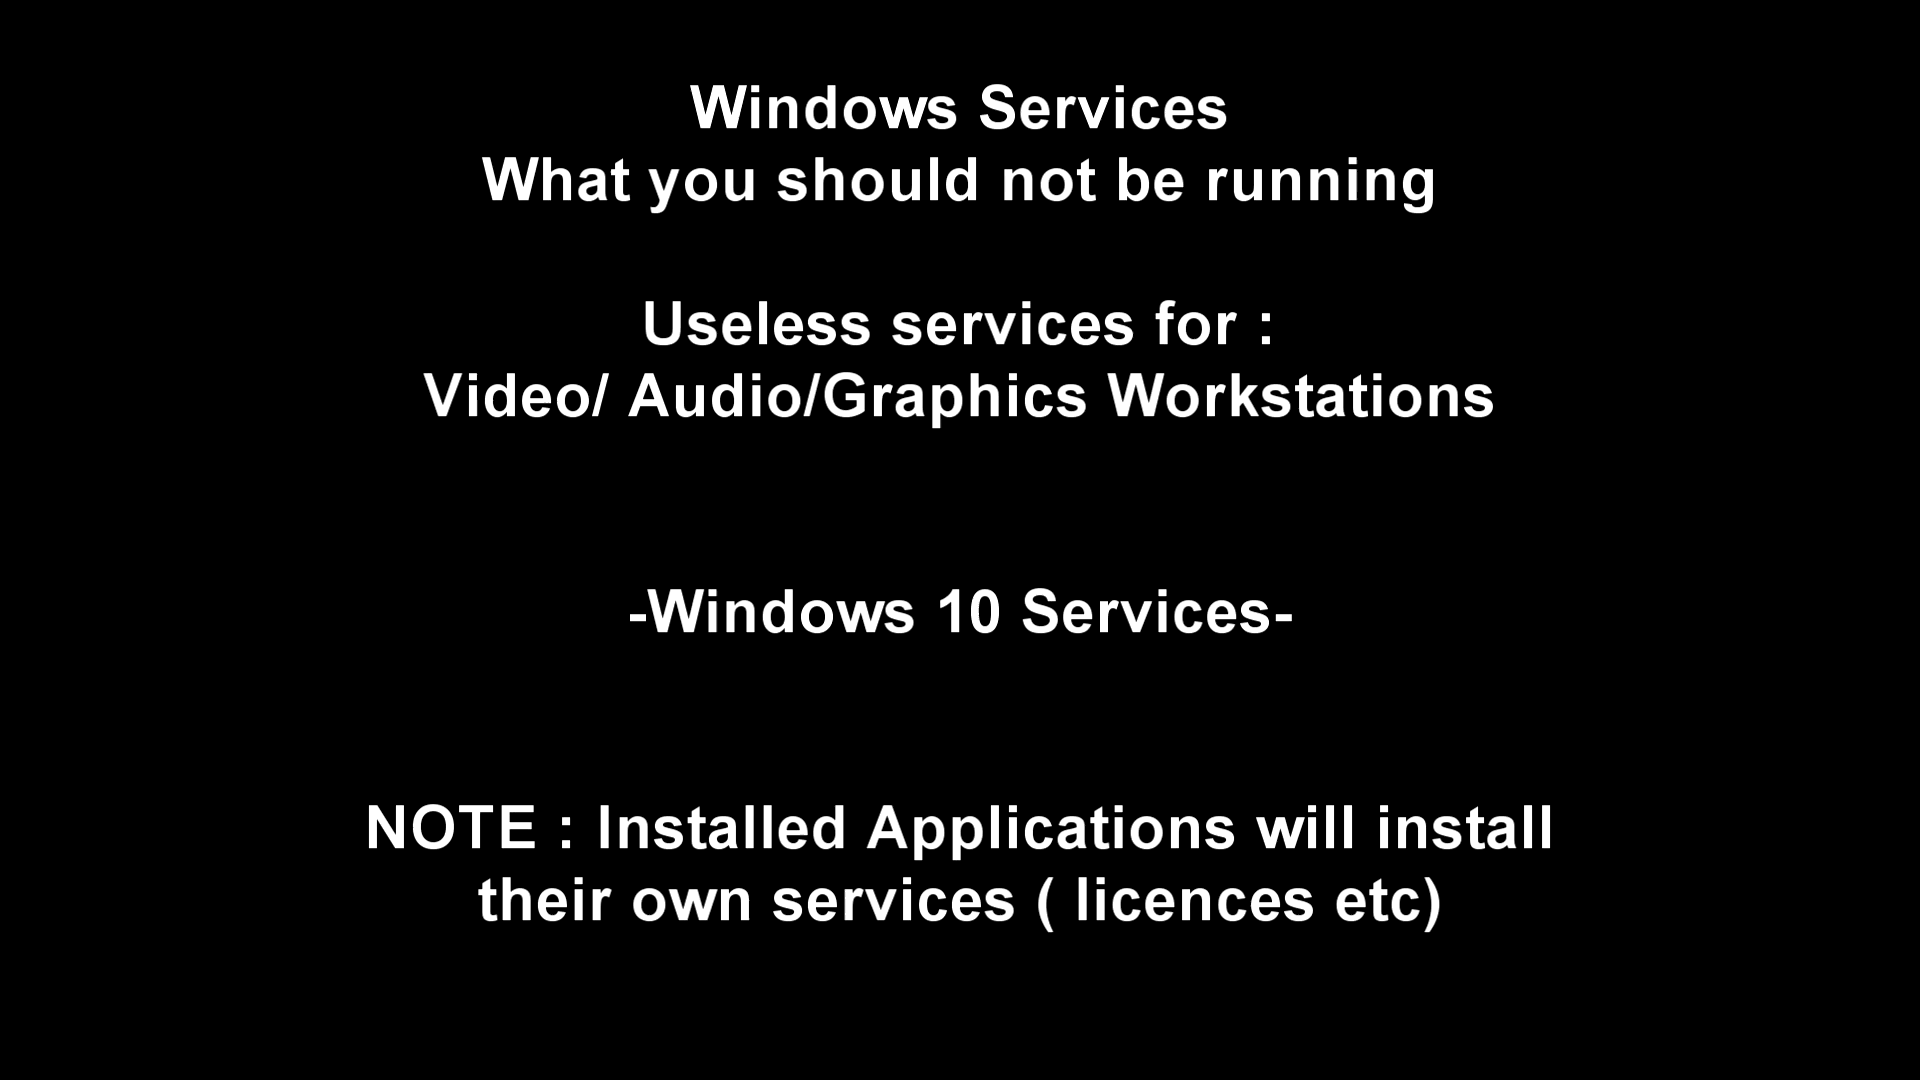 Windows Services
What you should not be running
Useless services for :
Video/ Audio/Graphics Workstations
-Windows 10 Services-
NOTE : Installed Applications will install
their own services ( licences etc)